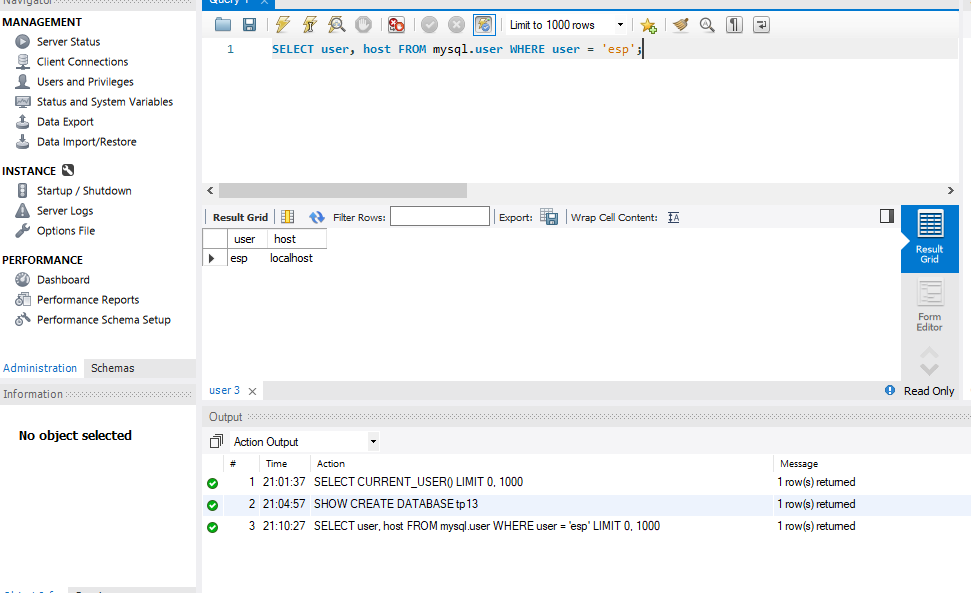 Navigator
MANAGEMENT
Server Status
Client Connections
Users and Privileges
Status and System Variables
Data Export
Data Import/Restore
INSTANCE
Startup / Shutdown
Server Logs
Options File
PERFORMANCE
Dashboard
Performance Reports
Performance Schema Setup
Administration Schemas
Information
No object selected
Query 1
Limit to 1000 rows
1 SELECT user, host FROM mysql.user WHERE user = 'esp';
Result Grid Filter Rows: Export: Wrap Cell Content:
user host
esp localhost
Result
Grid
Form
Editor
user 3
Read Only
Output
Action Output
# Time Action Message
1 21:01:37 SELECT CURRENT_USER() LIMIT 0, 1000 1 row(s) returned
2 21:04:57 SHOW CREATE DATABASE tp13 1 row(s) returned
3 21:10:27 SELECT user, host FROM mysql.user WHERE user = 'esp' LIMIT 0, 1000 1 row(s) returned